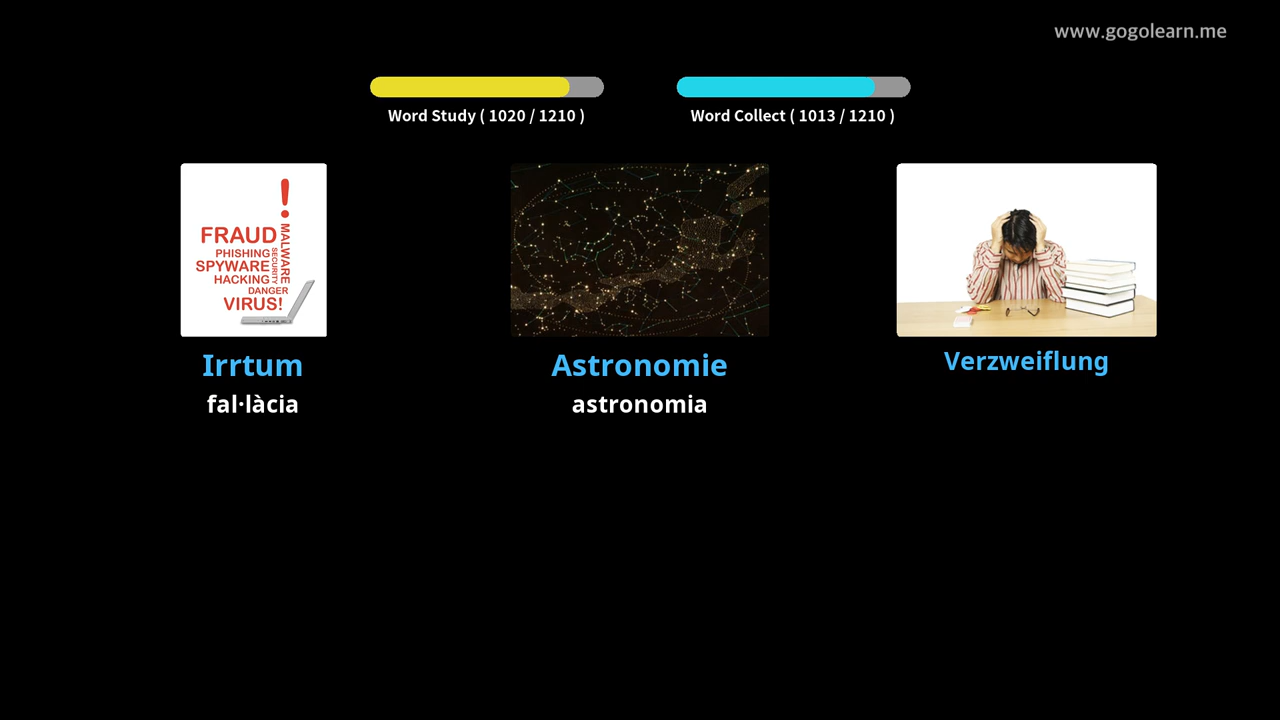 www.gogolearn.me
Word Study ( 1020 / 1210 )
Word Collect ( 1013 / 1210 )
!
FRAUD
MALWARE
PHISHING
SECURITY
SPYWARE
HACKING
DANGER
VIRUS!
Irrtum
fal·làcia
Astronomie
astronomia
Verzweiflung